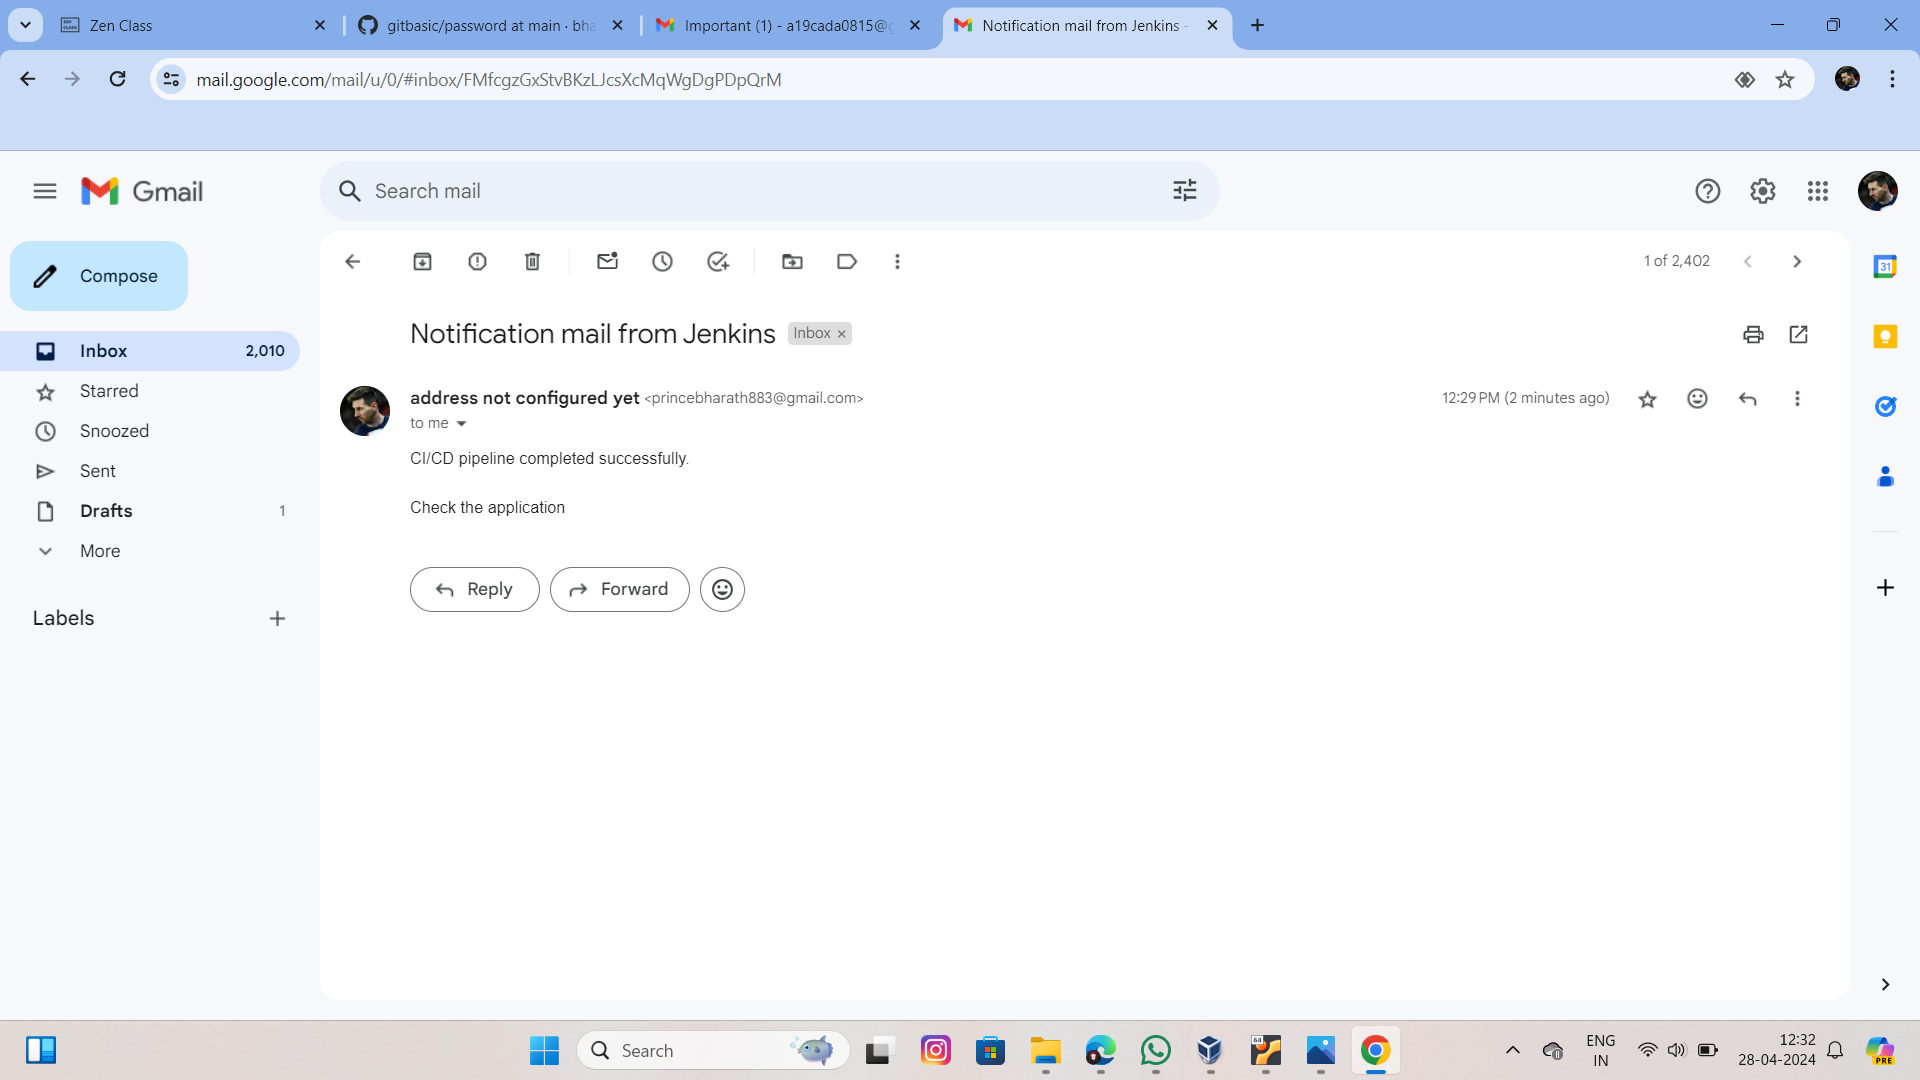 Zen Class
gitbasic/password at main · bha
Important (1) - a19cada0815@g
Notification mail from Jenkins -
mail.google.com/mail/u/0/#inbox/FMfcgzGxStvBKzLJcsXcMqWgDgPDpQrM
Gmail
Search mail
Compose
1 of 2,402
31
Notification mail from Jenkins
Inbox ×
Inbox 2,010
Starred
Snoozed
Sent
Drafts 1
More
Labels
address not configured yet <princebharath883@gmail.com>
12:29 PM (2 minutes ago)
to me
CI/CD pipeline completed successfully.
Check the application
Reply
Forward
Search
64
ENG
IN
12:32
28-04-2024
PRE